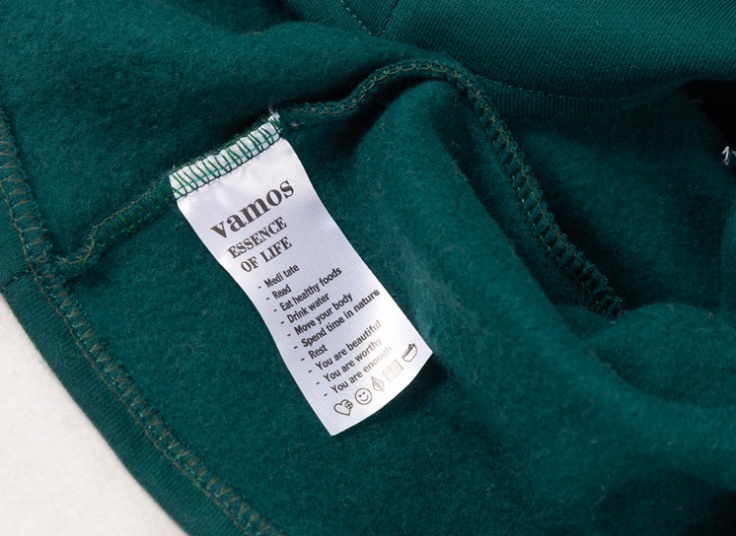 vamos
ESSENCE
OF LIFE
- Medi tate
- Read
- Eat healthy foods
- Drink water
- Move your body
- Spend time in nature
- Rest
- You are beautiful
- You are worthy
- You are enough